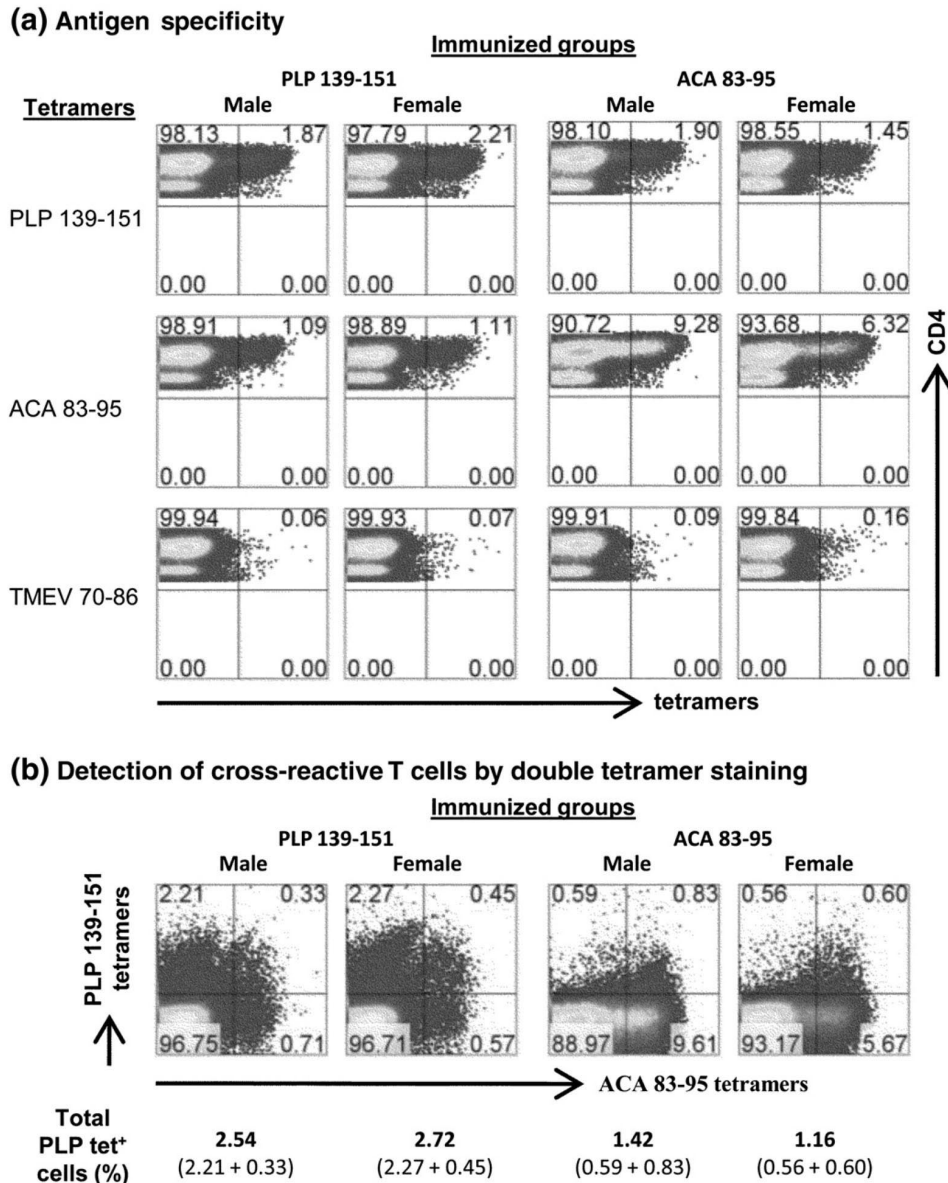 (a) Antigen specificity
Immunized groups
PLP 139-151 ACA 83-95
Tetramers Male Female Male Female
98.13 1.87 97.79 2.21 98.10 1.90 98.55 1.45
PLP 139-151
0.00 0.00 0.00 0.00 0.00 0.00 0.00 0.00
98.91 1.09 98.89 1.11 90.72 9.28 93.68 6.32
CD4
ACA 83-95
0.00 0.00 0.00 0.00 0.00 0.00 0.00 0.00
99.94 0.06 99.93 0.07 99.91 0.09 99.84 0.16
TMEV 70-86
0.00 0.00 0.00 0.00 0.00 0.00 0.00 0.00
tetramers
(b) Detection of cross-reactive T cells by double tetramer staining
Immunized groups
PLP 139-151 ACA 83-95
Male Female Male Female
PLP 139-151
tetramers
2.21 0.33 2.27 0.45 0.59 0.83 0.56 0.60
96.75 0.71 96.71 0.57 88.97 9.61 93.17 5.67
ACA 83-95 tetramers
Total
PLP tet⁺
cells (%)
2.54 2.72 1.42 1.16
(2.21 + 0.33) (2.27 + 0.45) (0.59 + 0.83) (0.56 + 0.60)